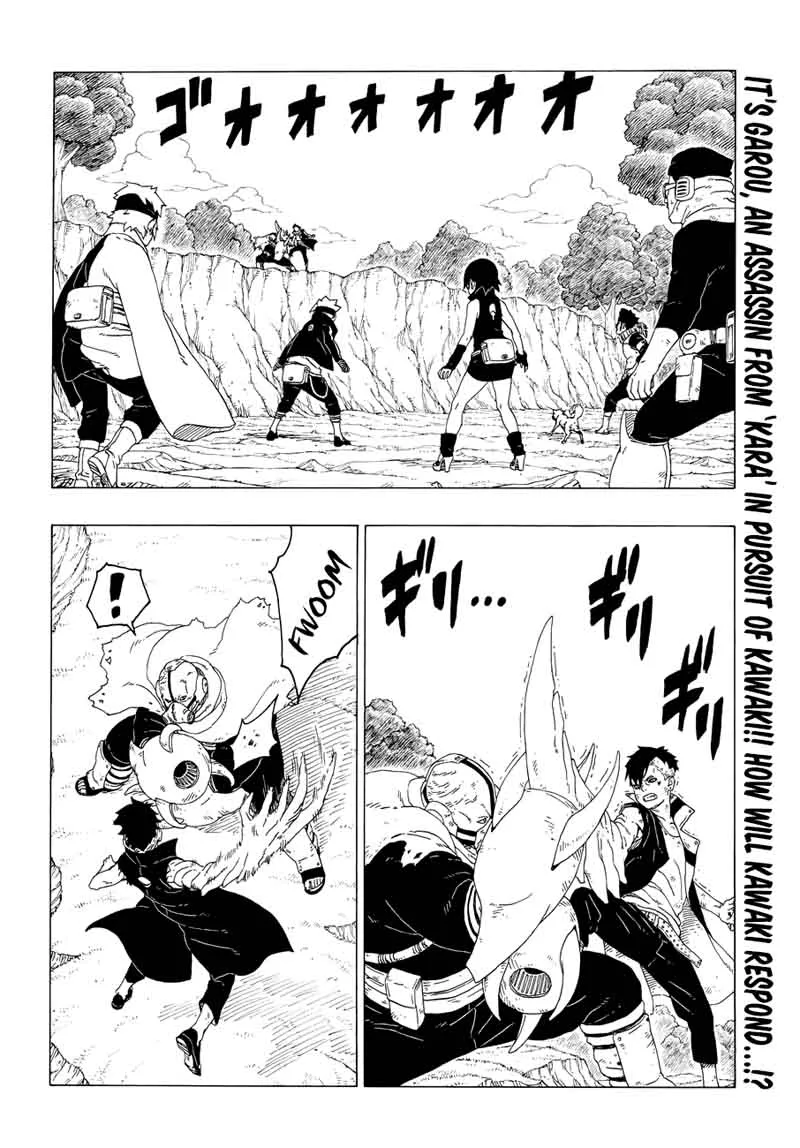 IT'S GAROU, AN ASSASSIN FROM 'KARA' IN PURSUIT OF KAWAKI!!! HOW WILL KAWAKI RESPOND...!?
ゴオオオオオオ
ギリ
ギリ
ギリ...
FWOOM
!